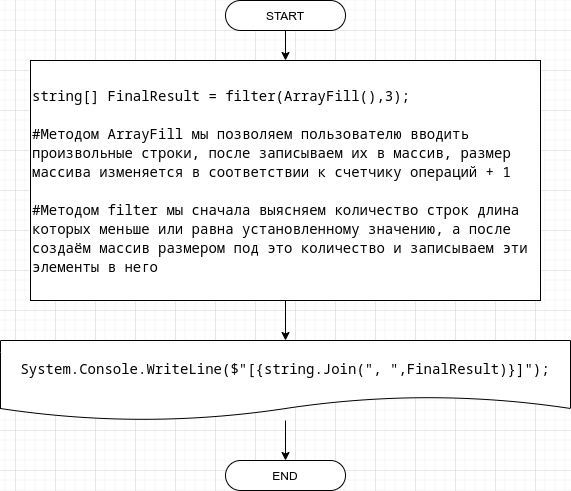 START
string[] FinalResult = filter(ArrayFill(),3);
#Методом ArrayFill мы позволяем пользователю вводить
произвольные строки, после записываем их в массив, размер
массива изменяется в соответствии к счетчику операций + 1
#Методом filter мы сначала выясняем количество строк длина
которых меньше или равна установленному значению, а после
создаём массив размером под это количество и записываем эти
элементы в него
System.Console.WriteLine($"[{string.Join(", ",FinalResult)}]");
END